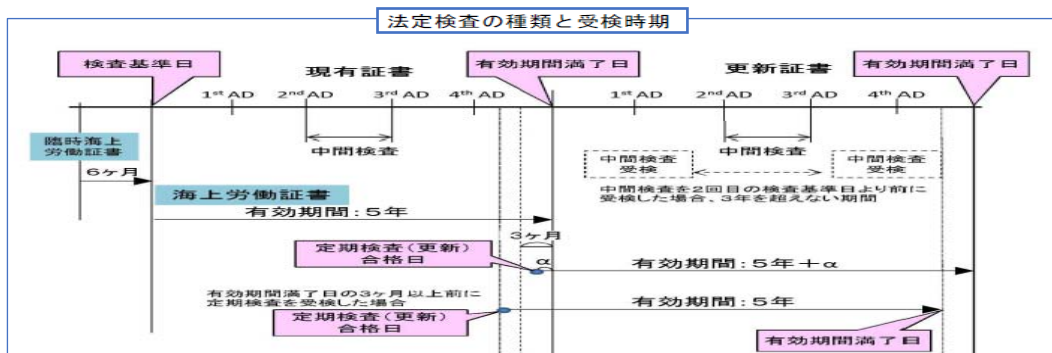 法定検査の種類と受検時期
検査基準日
現有証書
有効期間満了日
更新証書
有効期間満了日
1st AD
2nd AD
3rd AD
4th AD
1st AD
2nd AD
3rd AD
4th AD
臨時海上
労働証書
中間検査
中間検査
受検
中間検査
中間検査
受検
6ヶ月
海上労働証書
中間検査を2回目の検査基準日より前に
受検した場合、3年を超えない期間
有効期間:5年
3ヶ月
定期検査(更新)
合格日
α
有効期間:5年+α
有効期間満了日の3ヶ月以上前に
定期検査を受検した場合
有効期間:5年
定期検査(更新)
合格日
有効期間満了日